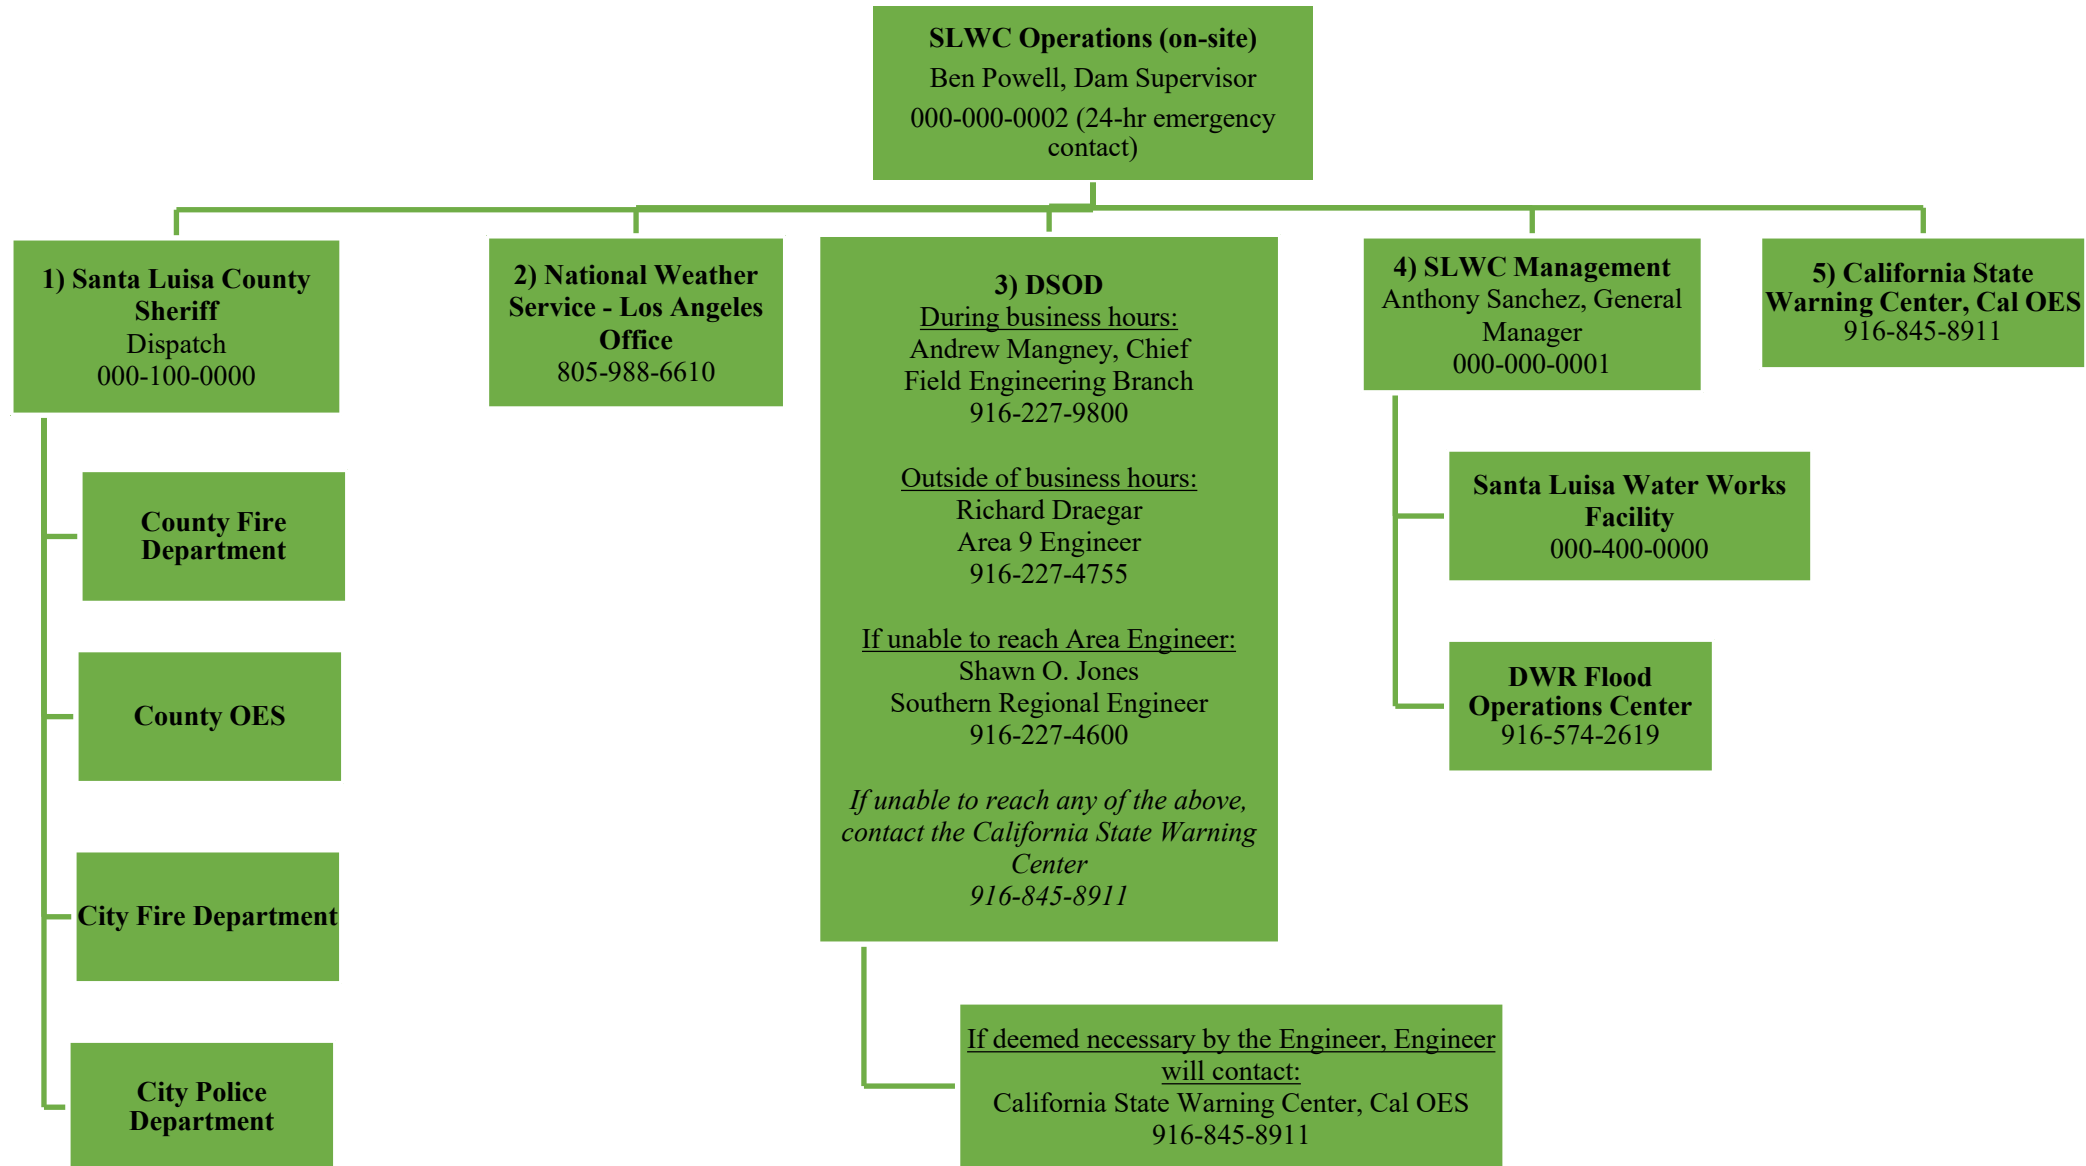 SLWC Operations (on-site)
Ben Powell, Dam Supervisor
000-000-0002 (24-hr emergency
contact)
1) Santa Luisa County
Sheriff
Dispatch
000-100-0000
County Fire
Department
County OES
City Fire Department
City Police
Department
2) National Weather
Service - Los Angeles
Office
805-988-6610
3) DSOD
During business hours:
Andrew Mangney, Chief
Field Engineering Branch
916-227-9800
Outside of business hours:
Richard Draegar
Area 9 Engineer
916-227-4755
If unable to reach Area Engineer:
Shawn O. Jones
Southern Regional Engineer
916-227-4600
If unable to reach any of the above,
contact the California State Warning
Center
916-845-8911
If deemed necessary by the Engineer, Engineer
will contact:
California State Warning Center, Cal OES
916-845-8911
4) SLWC Management
Anthony Sanchez, General
Manager
000-000-0001
Santa Luisa Water Works
Facility
000-400-0000
DWR Flood
Operations Center
916-574-2619
5) California State
Warning Center, Cal OES
916-845-8911